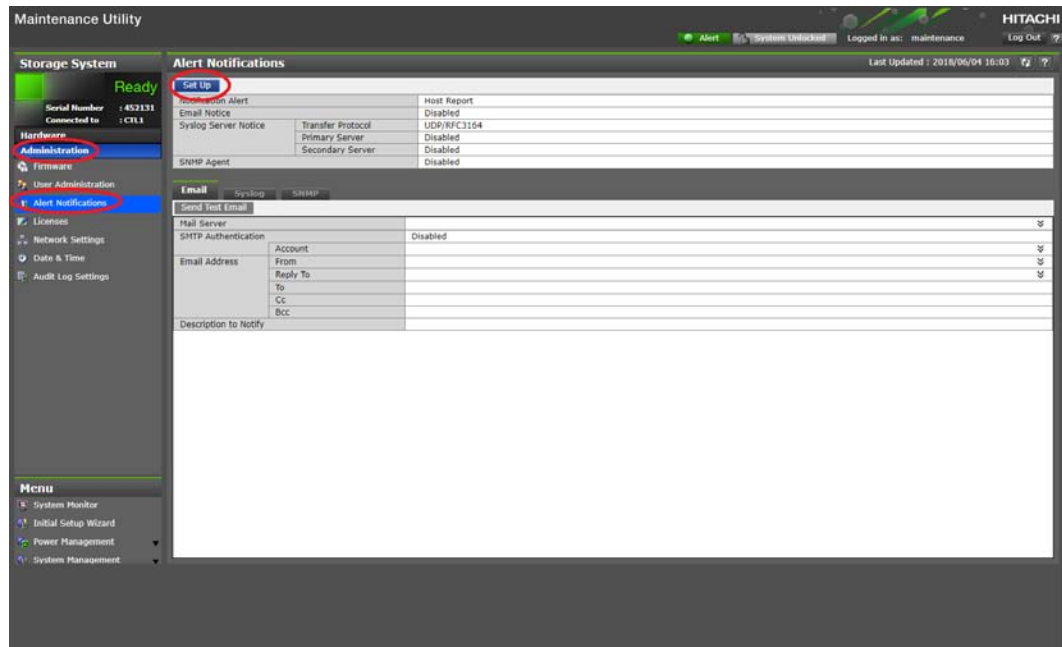 Maintenance Utility
HITACHI
Alert System Unlocked Logged in as: maintenance Log Out ?
Storage System
Ready
Serial Number : 452131
Connected to : CTL1
Hardware
Administration
Firmware
User Administration
Alert Notifications
Licenses
Network Settings
Date & Time
Audit Log Settings
Menu
System Monitor
Initial Setup Wizard
Power Management
System Management
Alert Notifications Last Updated : 2018/06/04 16:03 ?
Set Up
Notification Alert Host Report
Email Notice Disabled
Syslog Server Notice Transfer Protocol UDP/RFC3164
Primary Server Disabled
Secondary Server Disabled
SNMP Agent Disabled
Email Syslog SNMP
Send Test Email
Mail Server
SMTP Authentication Disabled
Account
Email Address From
Reply To
To
Cc
Bcc
Description to Notify